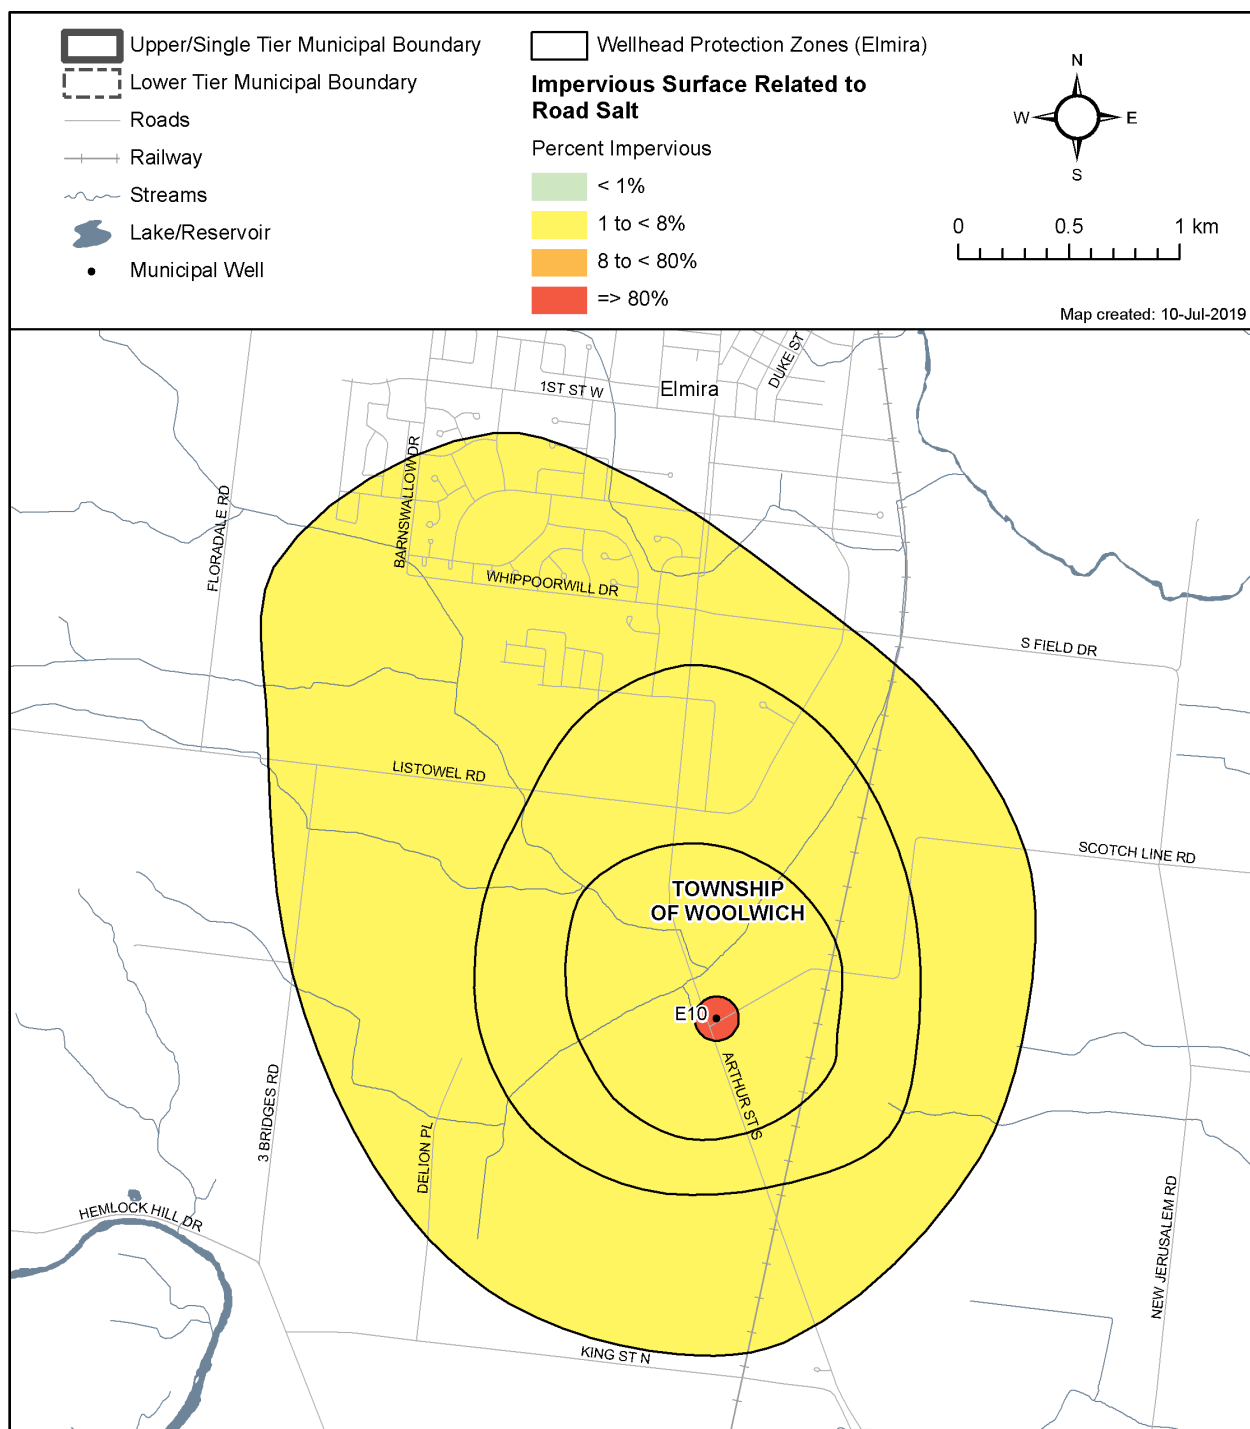 Upper/Single Tier Municipal Boundary
Lower Tier Municipal Boundary
Roads
Railway
Streams
Lake/Reservoir
Municipal Well
Wellhead Protection Zones (Elmira)
Impervious Surface Related to
Road Salt
Percent Impervious
< 1%
1 to < 8%
8 to < 80%
=> 80%
N
W
E
S
0
0.5
1 km
Map created: 10-Jul-2019
DUKE ST
1ST ST W
Elmira
BARNSWALLOW DR
FLORADALE RD
WHIPPOORWILL DR
S FIELD DR
LISTOWEL RD
SCOTCH LINE RD
TOWNSHIP
OF WOOLWICH
E10
ARTHUR ST S
3 BRIDGES RD
DELION PL
HEMLOCK HILL DR
NEW JERUSALEM RD
KING ST N